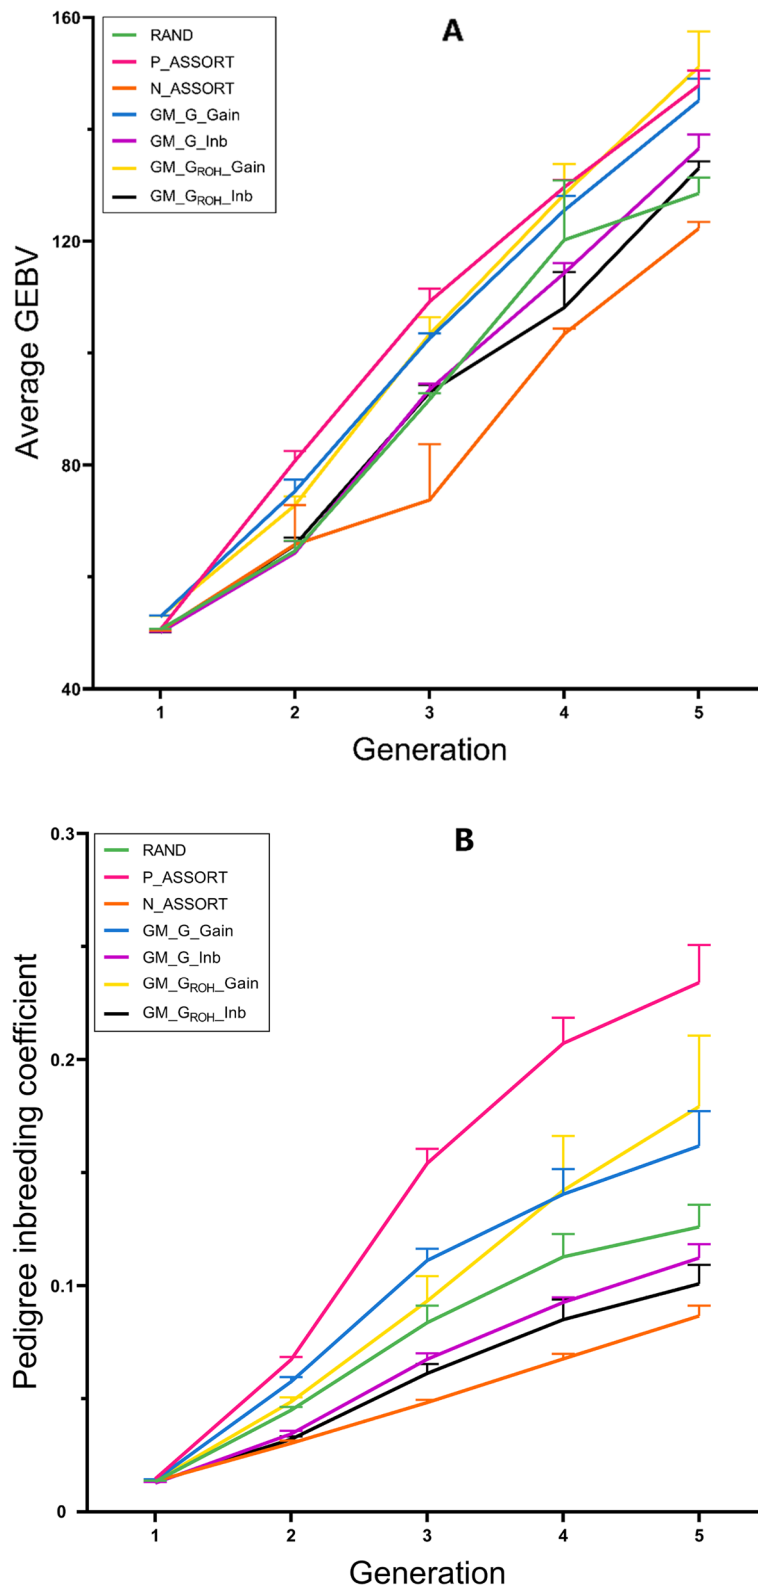 A
RAND
P_ASSORT
N_ASSORT
GM_G_Gain
GM_G_Inb
GM_GROH_Gain
GM_GROH_Inb
160
120
80
40
Average GEBV
1 2 3 4 5
Generation
B
RAND
P_ASSORT
N_ASSORT
GM_G_Gain
GM_G_Inb
GM_GROH_Gain
GM_GROH_Inb
0.3
0.2
0.1
0
Pedigree inbreeding coefficient
1 2 3 4 5
Generation